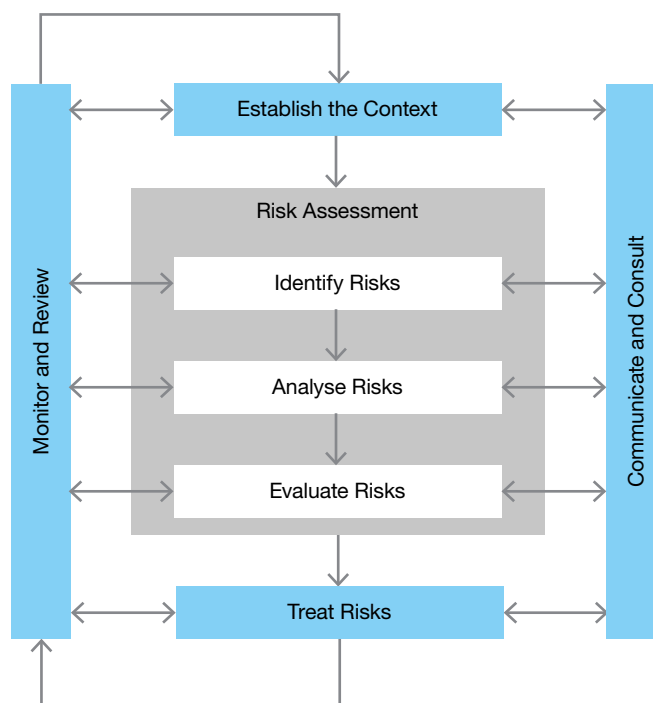 Establish the Context
Risk Assessment
Identify Risks
Analyse Risks
Evaluate Risks
Treat Risks
Monitor and Review
Communicate and Consult